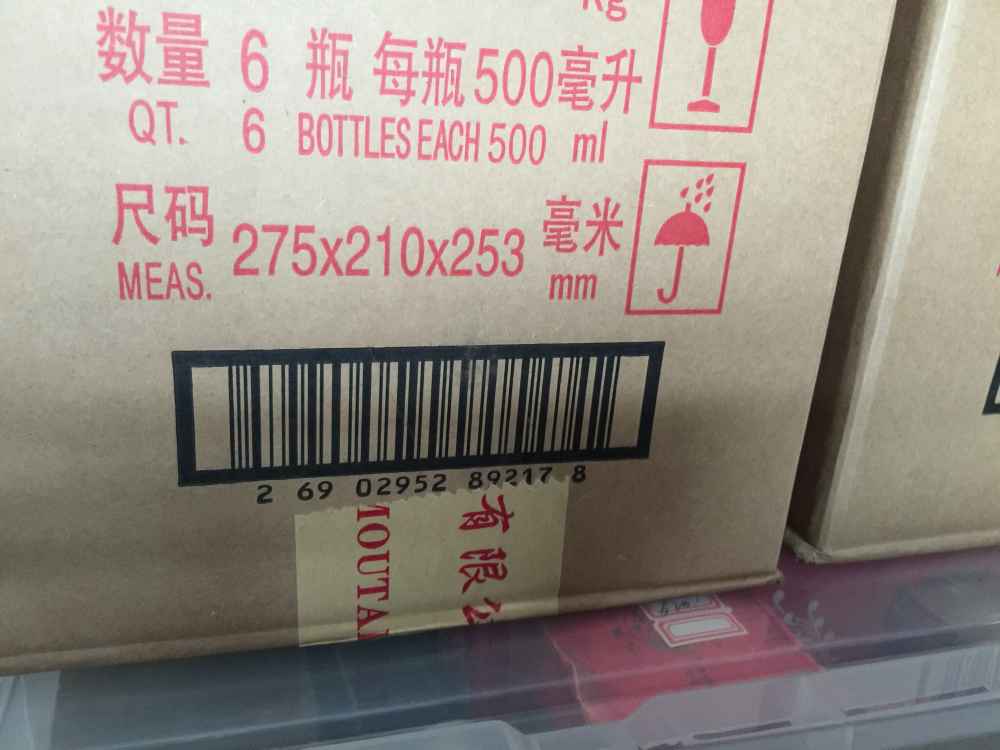 Kg
数量 6 瓶 每瓶500毫升
QT. 6 BOTTLES EACH 500 ml
尺码 275x210x253 毫米
MEAS. mm
2 69 02952 89217 8
有限
MOUTA